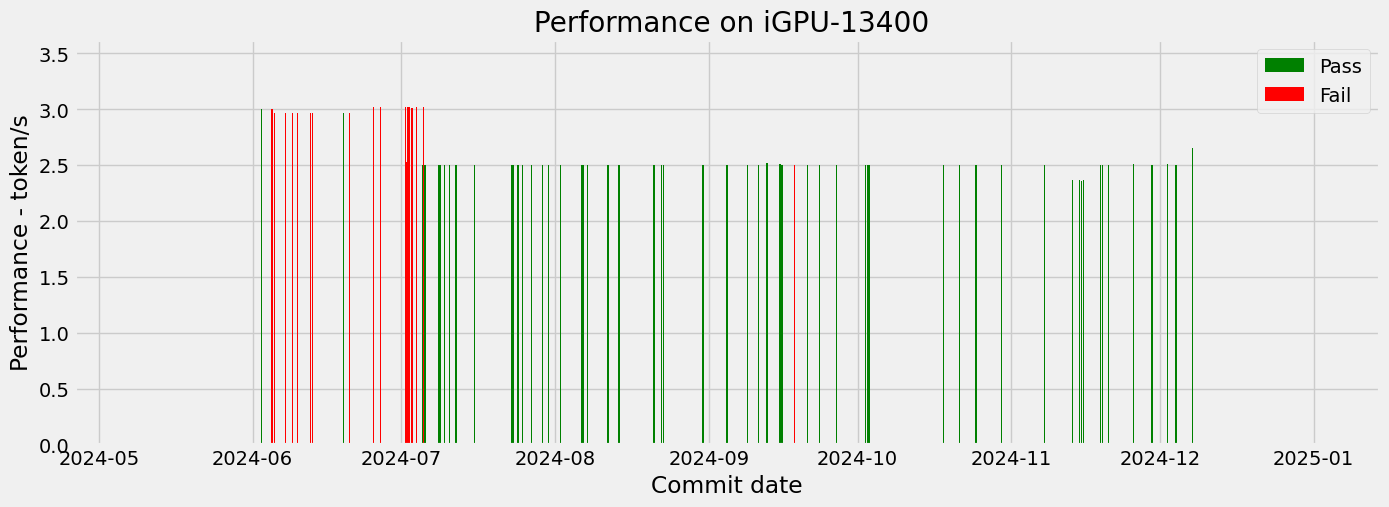 Performance on iGPU-13400
Performance - token/s
3.5
3.0
2.5
2.0
1.5
1.0
0.5
0.0
Pass
Fail
2024-05 2024-06 2024-07 2024-08 2024-09 2024-10 2024-11 2024-12 2025-01
Commit date